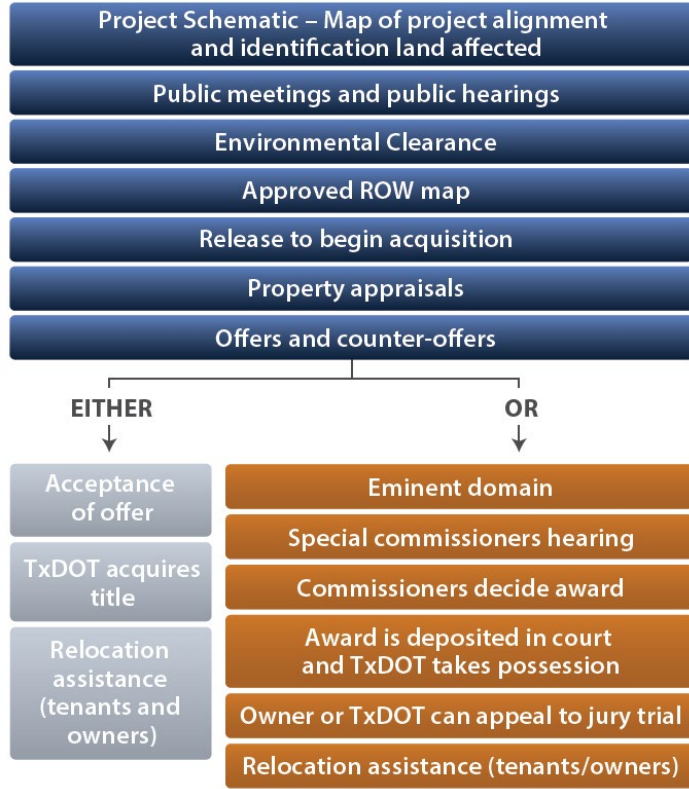 Project Schematic – Map of project alignment
and identification land affected
Public meetings and public hearings
Environmental Clearance
Approved ROW map
Release to begin acquisition
Property appraisals
Offers and counter-offers
EITHER
OR
Acceptance
of offer
TxDOT acquires
title
Relocation
assistance
(tenants and
owners)
Eminent domain
Special commissioners hearing
Commissioners decide award
Award is deposited in court
and TxDOT takes possession
Owner or TxDOT can appeal to jury trial
Relocation assistance (tenants/owners)